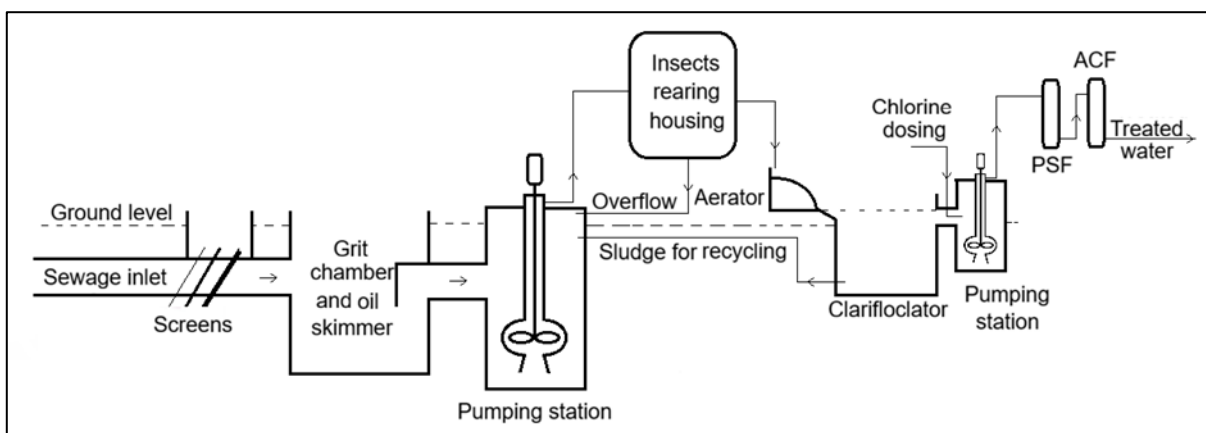 Insects
rearing
housing
ACF
Chlorine
dosing
Treated
water
PSF
Ground level
Overflow
Aerator
Grit
chamber
and oil
skimmer
Sludge for recycling
Sewage inlet
Screens
Clarifloclator
Pumping
station
Pumping station